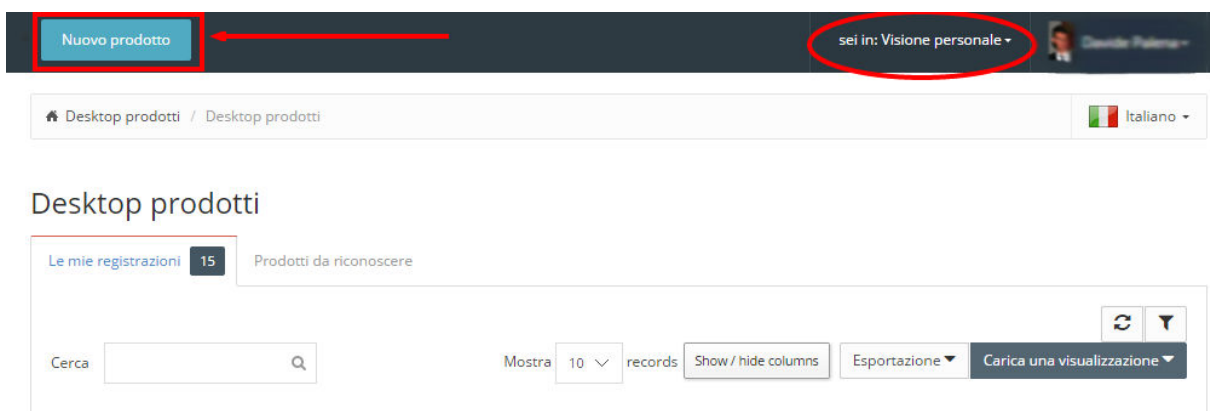 Nuovo prodotto
sei in: Visione personale
Desktop prodotti / Desktop prodotti
Italiano
Desktop prodotti
Le mie registrazioni 15
Prodotti da riconoscere
Cerca
Mostra 10 records
Show / hide columns
Esportazione
Carica una visualizzazione